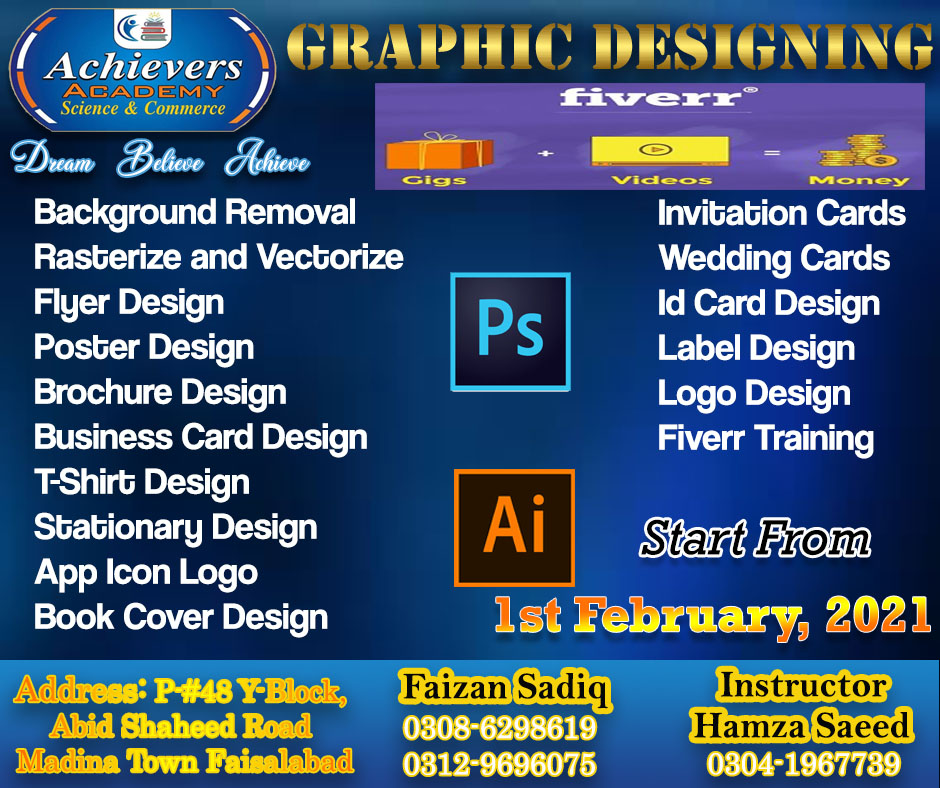 Achievers
ACADEMY
Science & Commerce
Dream Believe Achieve
GRAPHIC DESIGNING
fiverr®
Gigs + Videos = Money
Background Removal
Rasterize and Vectorize
Flyer Design
Poster Design
Brochure Design
Business Card Design
T-Shirt Design
Stationary Design
App Icon Logo
Book Cover Design
Ps
Ai
Invitation Cards
Wedding Cards
Id Card Design
Label Design
Logo Design
Fiverr Training
Start From
1st February, 2021
Address: P-#48 Y-Block,
Abid Shaheed Road
Madina Town Faisalabad
Faizan Sadiq
0308-6298619
0312-9696075
Instructor
Hamza Saeed
0304-1967739